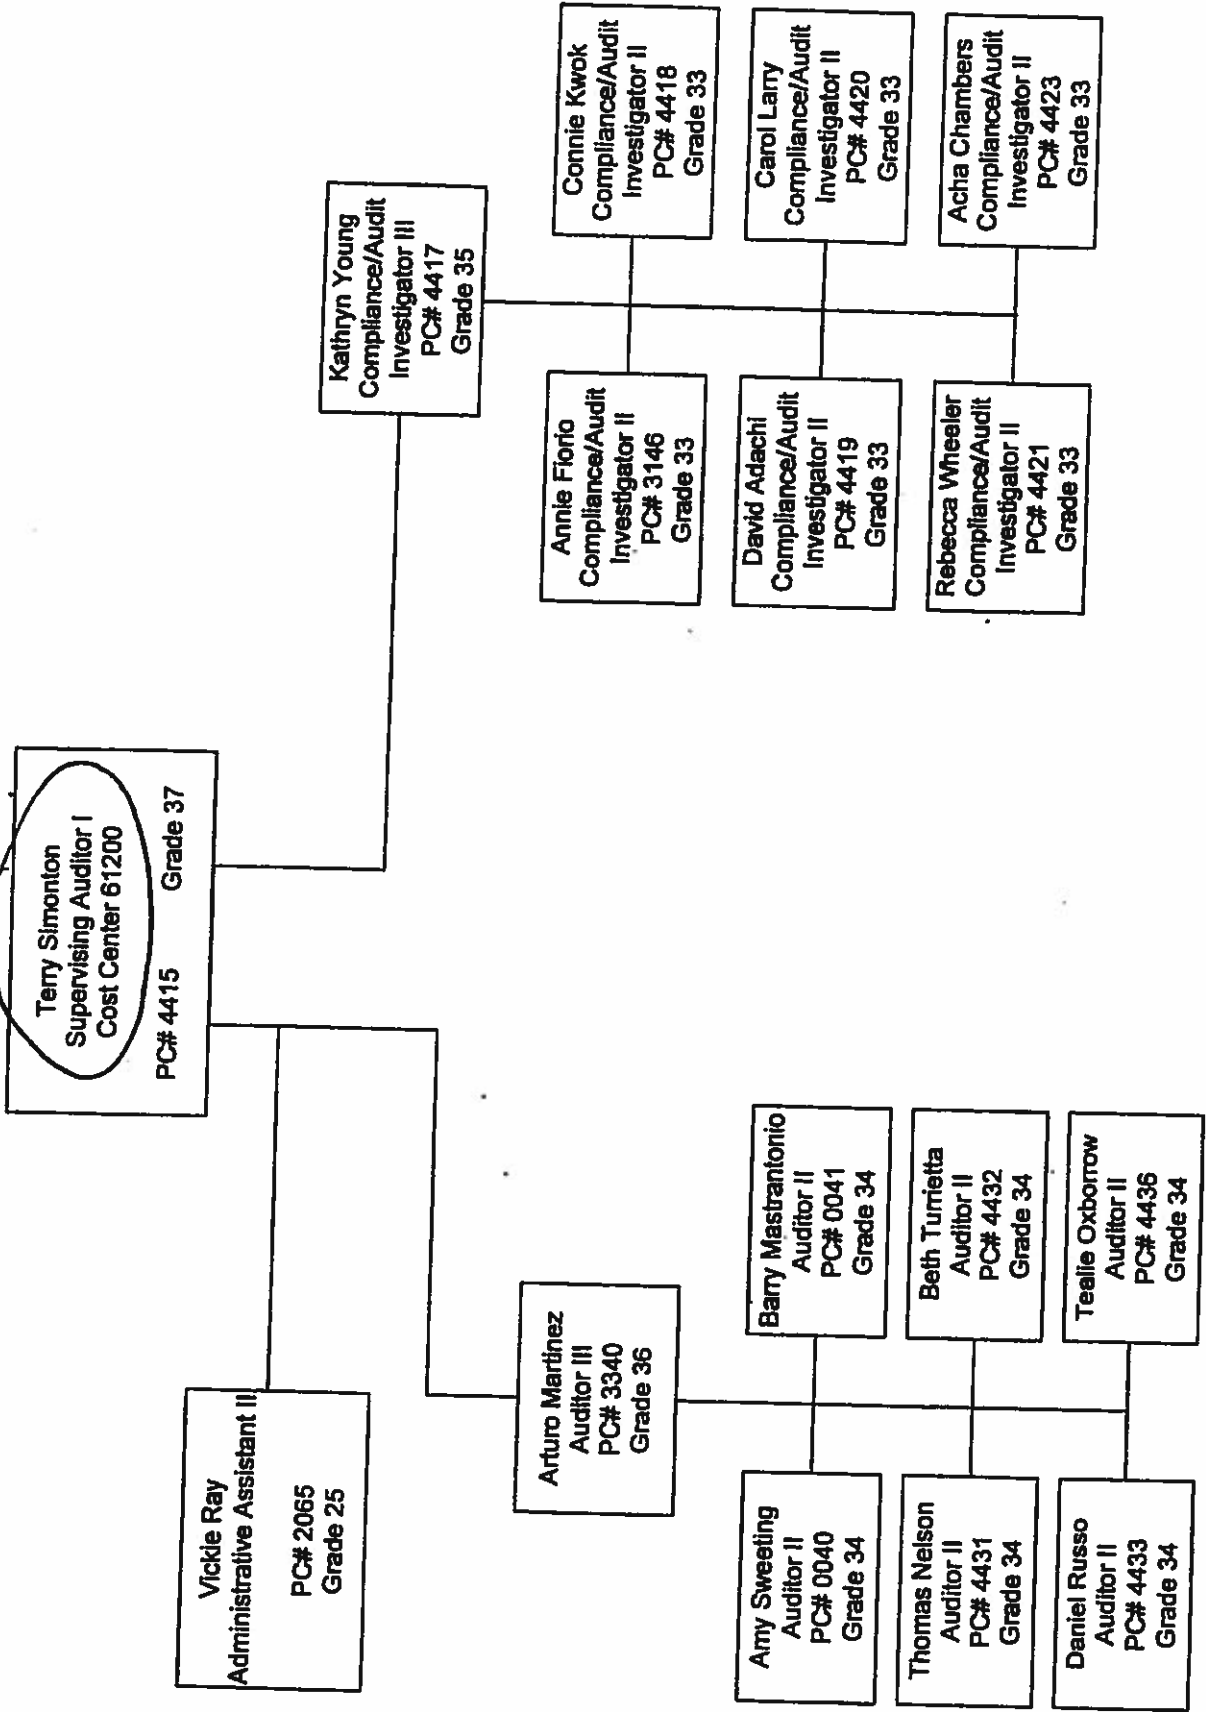 Terry Simonton
Supervising Auditor I
Cost Center 61200
PC# 4415 Grade 37
Vickie Ray
Administrative Assistant II
PC# 2065
Grade 25
Kathryn Young
Compliance/Audit
Investigator III
PC# 4417
Grade 35
Arturo Martinez
Auditor III
PC# 3340
Grade 36
Amy Sweeting
Auditor II
PC# 0040
Grade 34
Barry Mastrantonio
Auditor II
PC# 0041
Grade 34
Thomas Nelson
Auditor II
PC# 4431
Grade 34
Beth Turrietta
Auditor II
PC# 4432
Grade 34
Daniel Russo
Auditor II
PC# 4433
Grade 34
Tealie Oxborrow
Auditor II
PC# 4436
Grade 34
Annie Fiorio
Compliance/Audit
Investigator II
PC# 3146
Grade 33
Connie Kwok
Compliance/Audit
Investigator II
PC# 4418
Grade 33
David Adachi
Compliance/Audit
Investigator II
PC# 4419
Grade 33
Carol Larry
Compliance/Audit
Investigator II
PC# 4420
Grade 33
Rebecca Wheeler
Compliance/Audit
Investigator II
PC# 4421
Grade 33
Acha Chambers
Compliance/Audit
Investigator II
PC# 4423
Grade 33